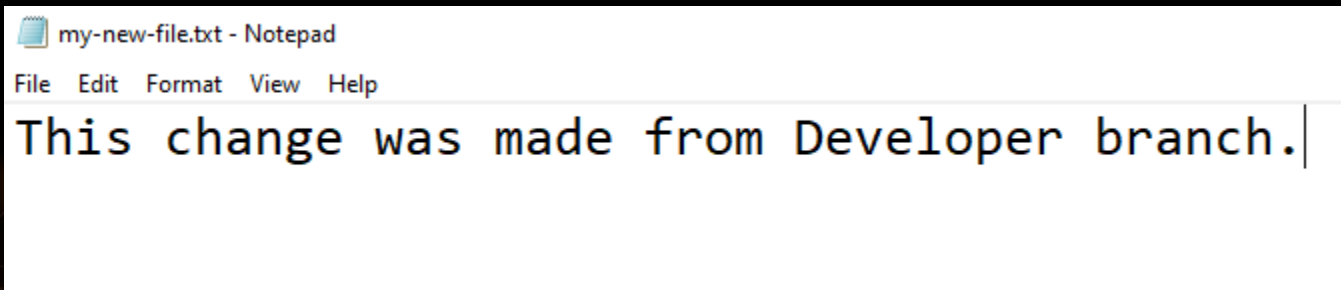 my-new-file.txt - Notepad
File Edit Format View Help
This change was made from Developer branch.